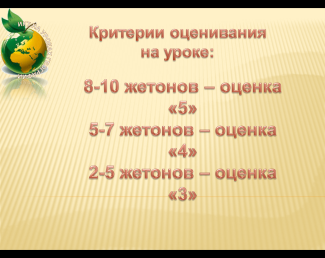 Критерии оценивания
на уроке:
8-10 жетонов – оценка
«5»
5-7 жетонов – оценка
«4»
2-5 жетонов – оценка
«3»